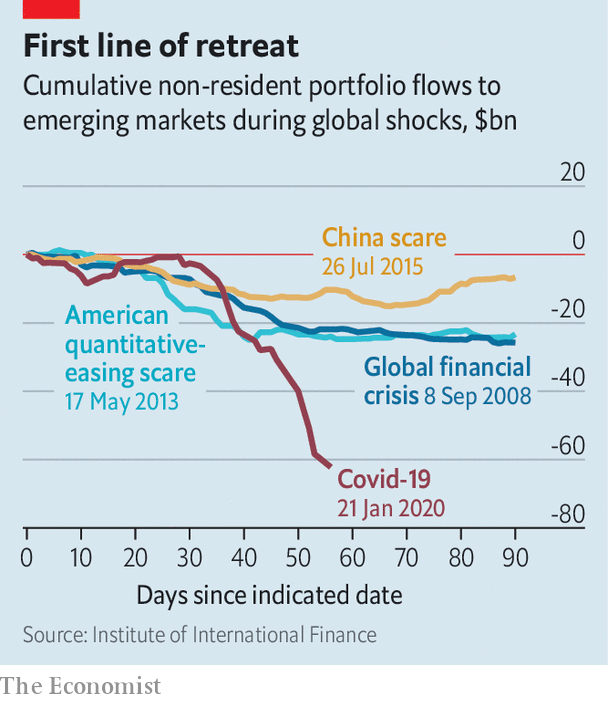 First line of retreat
Cumulative non-resident portfolio flows to
emerging markets during global shocks, $bn
20
China scare
0
26 Jul 2015
American
quantitative-
easing scare
17 May 2013
-20
Global financial
crisis 8 Sep 2008
-40
-60
Covid-19
21 Jan 2020
-80
0 10 20 30 40 50 60 70 80 90
Days since indicated date
Source: Institute of International Finance
The Economist